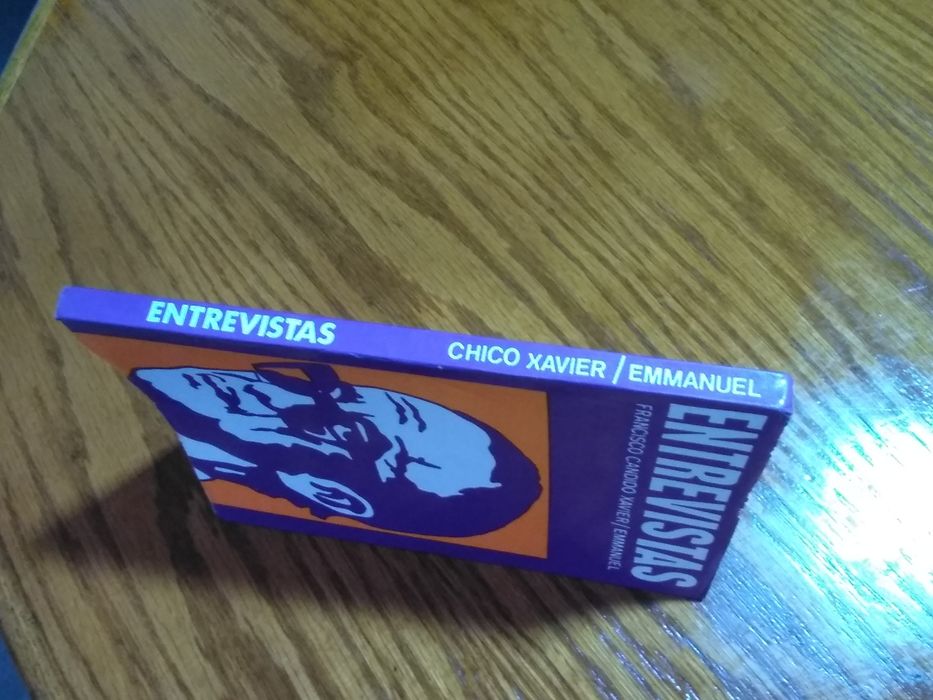 ENTREVISTAS
CHICO XAVIER / EMMANUEL
ENTREVISTAS
FRANCISCO CANDIDO XAVIER/EMMANUEL